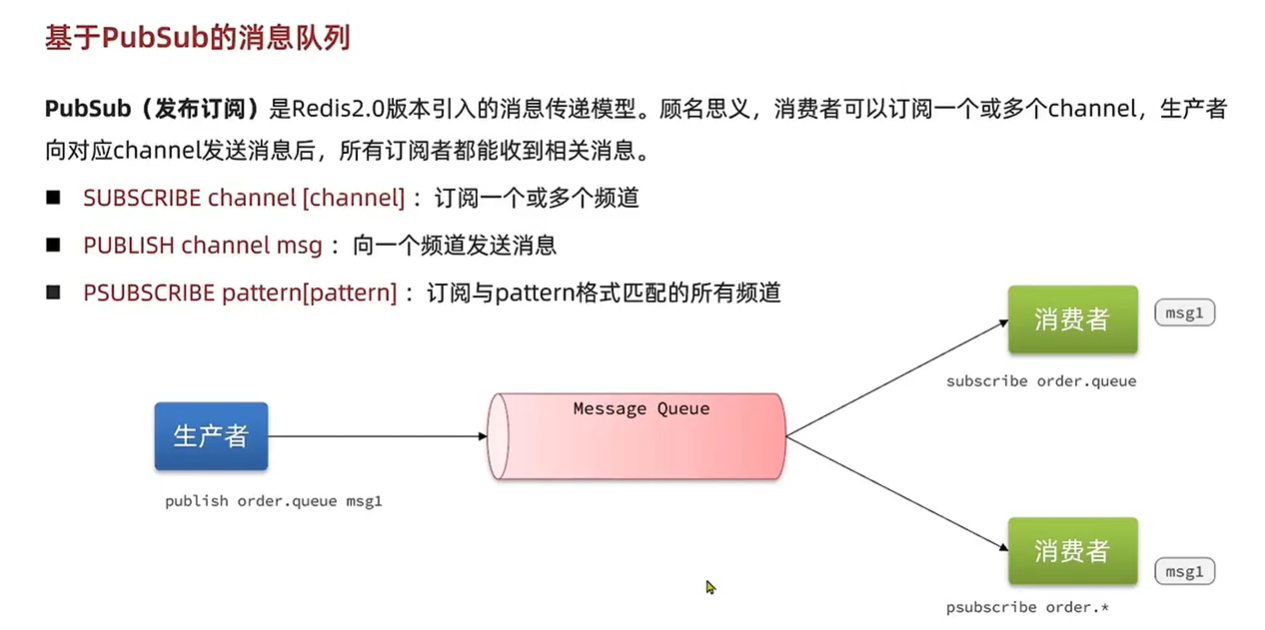 基于PubSub的消息队列
PubSub（发布订阅）是Redis2.0版本引入的消息传递模型。顾名思义，消费者可以订阅一个或多个channel，生产者
向对应channel发送消息后，所有订阅者都能收到相关消息。
SUBSCRIBE channel [channel] ：订阅一个或多个频道
PUBLISH channel msg ：向一个频道发送消息
PSUBSCRIBE pattern[pattern] ：订阅与pattern格式匹配的所有频道
消费者
msg1
subscribe order.queue
Message Queue
生产者
publish order.queue msg1
消费者
msg1
psubscribe order.*